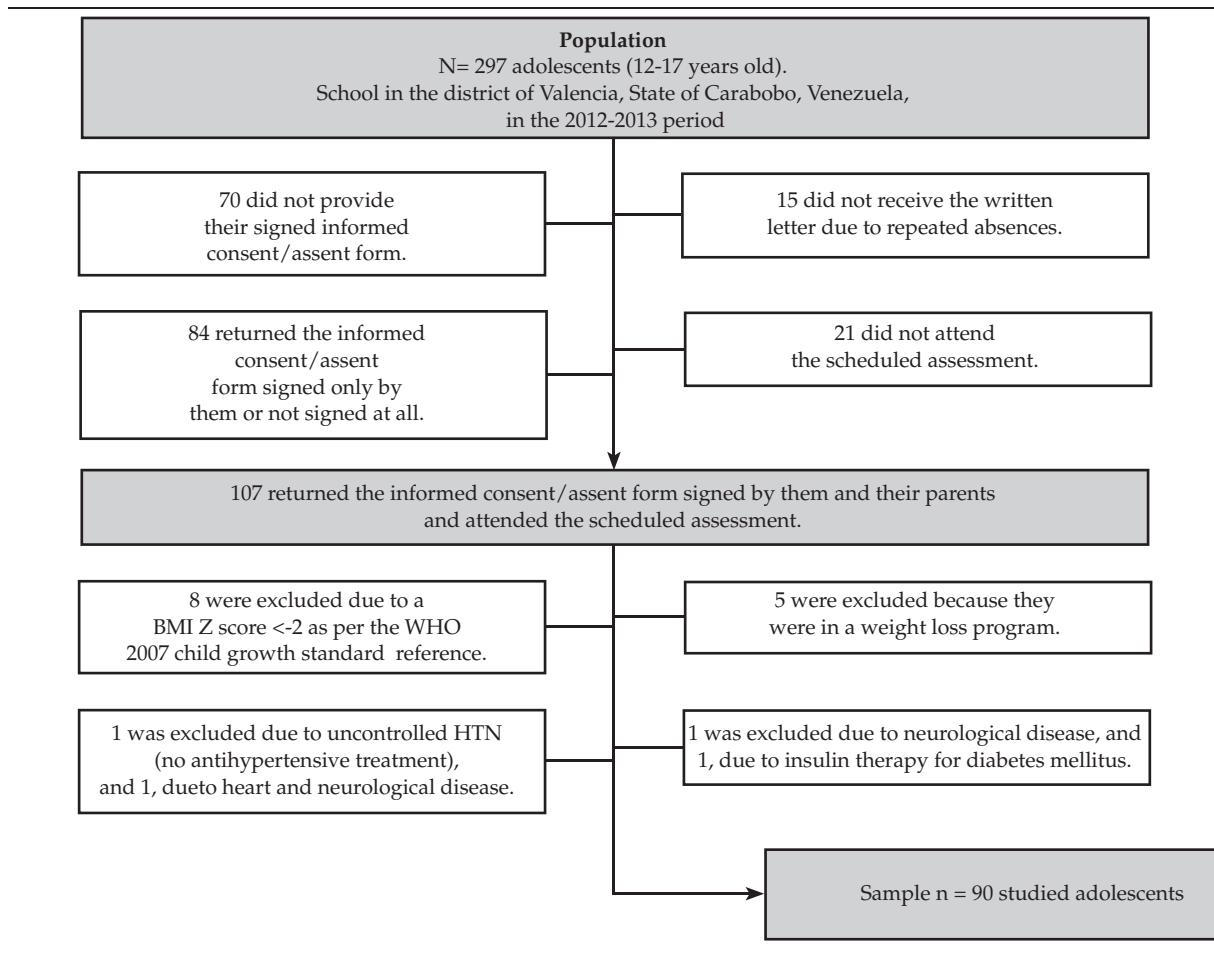 Population
N= 297 adolescents (12-17 years old).
School in the district of Valencia, State of Carabobo, Venezuela,
in the 2012-2013 period
70 did not provide
their signed informed
consent/assent form.
15 did not receive the written
letter due to repeated absences.
84 returned the informed
consent/assent
form signed only by
them or not signed at all.
21 did not attend
the scheduled assessment.
107 returned the informed consent/assent form signed by them and their parents
and attended the scheduled assessment.
8 were excluded due to a
BMI Z score <-2 as per the WHO
2007 child growth standard reference.
5 were excluded because they
were in a weight loss program.
1 was excluded due to uncontrolled HTN
(no antihypertensive treatment),
and 1, dueto heart and neurological disease.
1 was excluded due to neurological disease, and
1, due to insulin therapy for diabetes mellitus.
Sample n = 90 studied adolescents